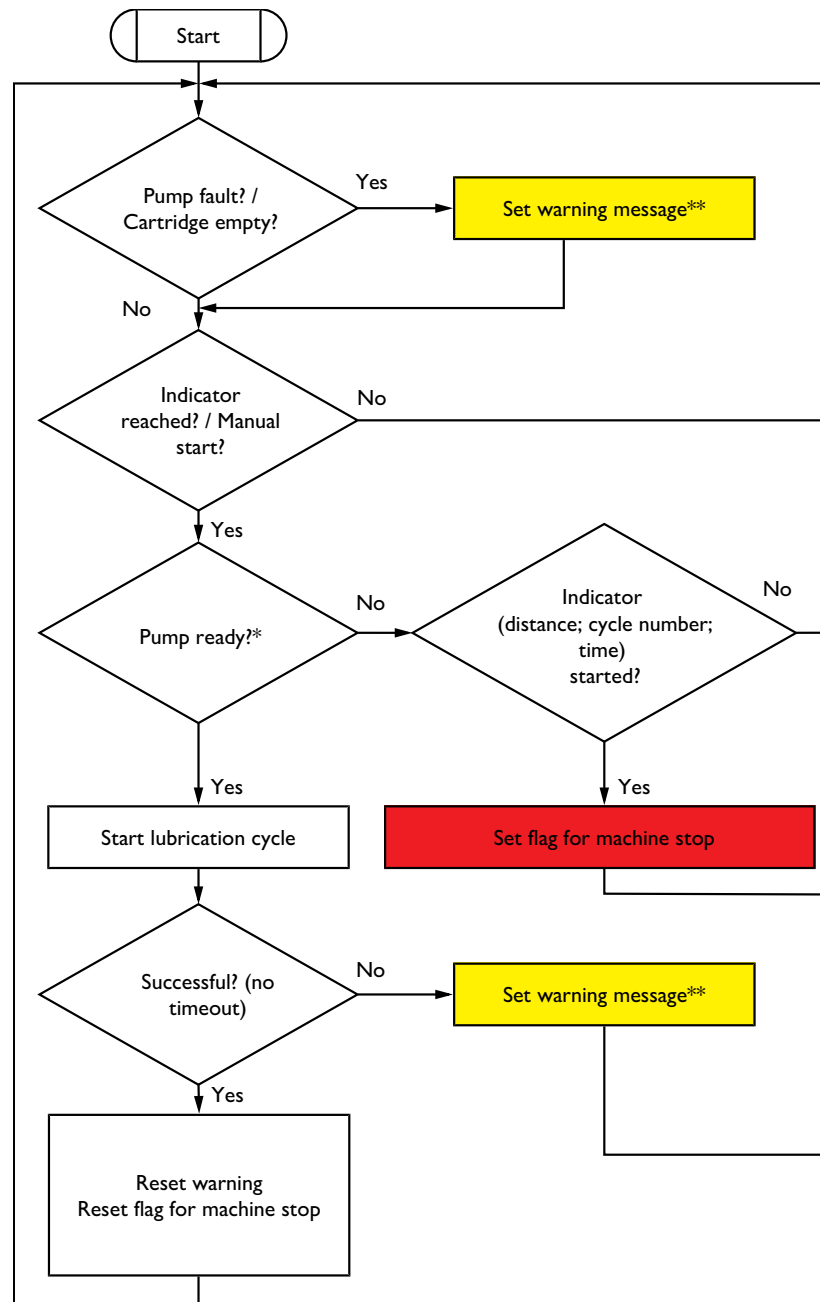 Start
Pump fault? /
Cartridge empty?
Yes
Set warning message**
No
Indicator
reached? / Manual
start?
No
Yes
Pump ready?*
No
Indicator
(distance; cycle number;
time)
started?
No
Yes
Yes
Start lubrication cycle
Set flag for machine stop
Successful? (no
timeout)
No
Set warning message**
Yes
Reset warning
Reset flag for machine stop